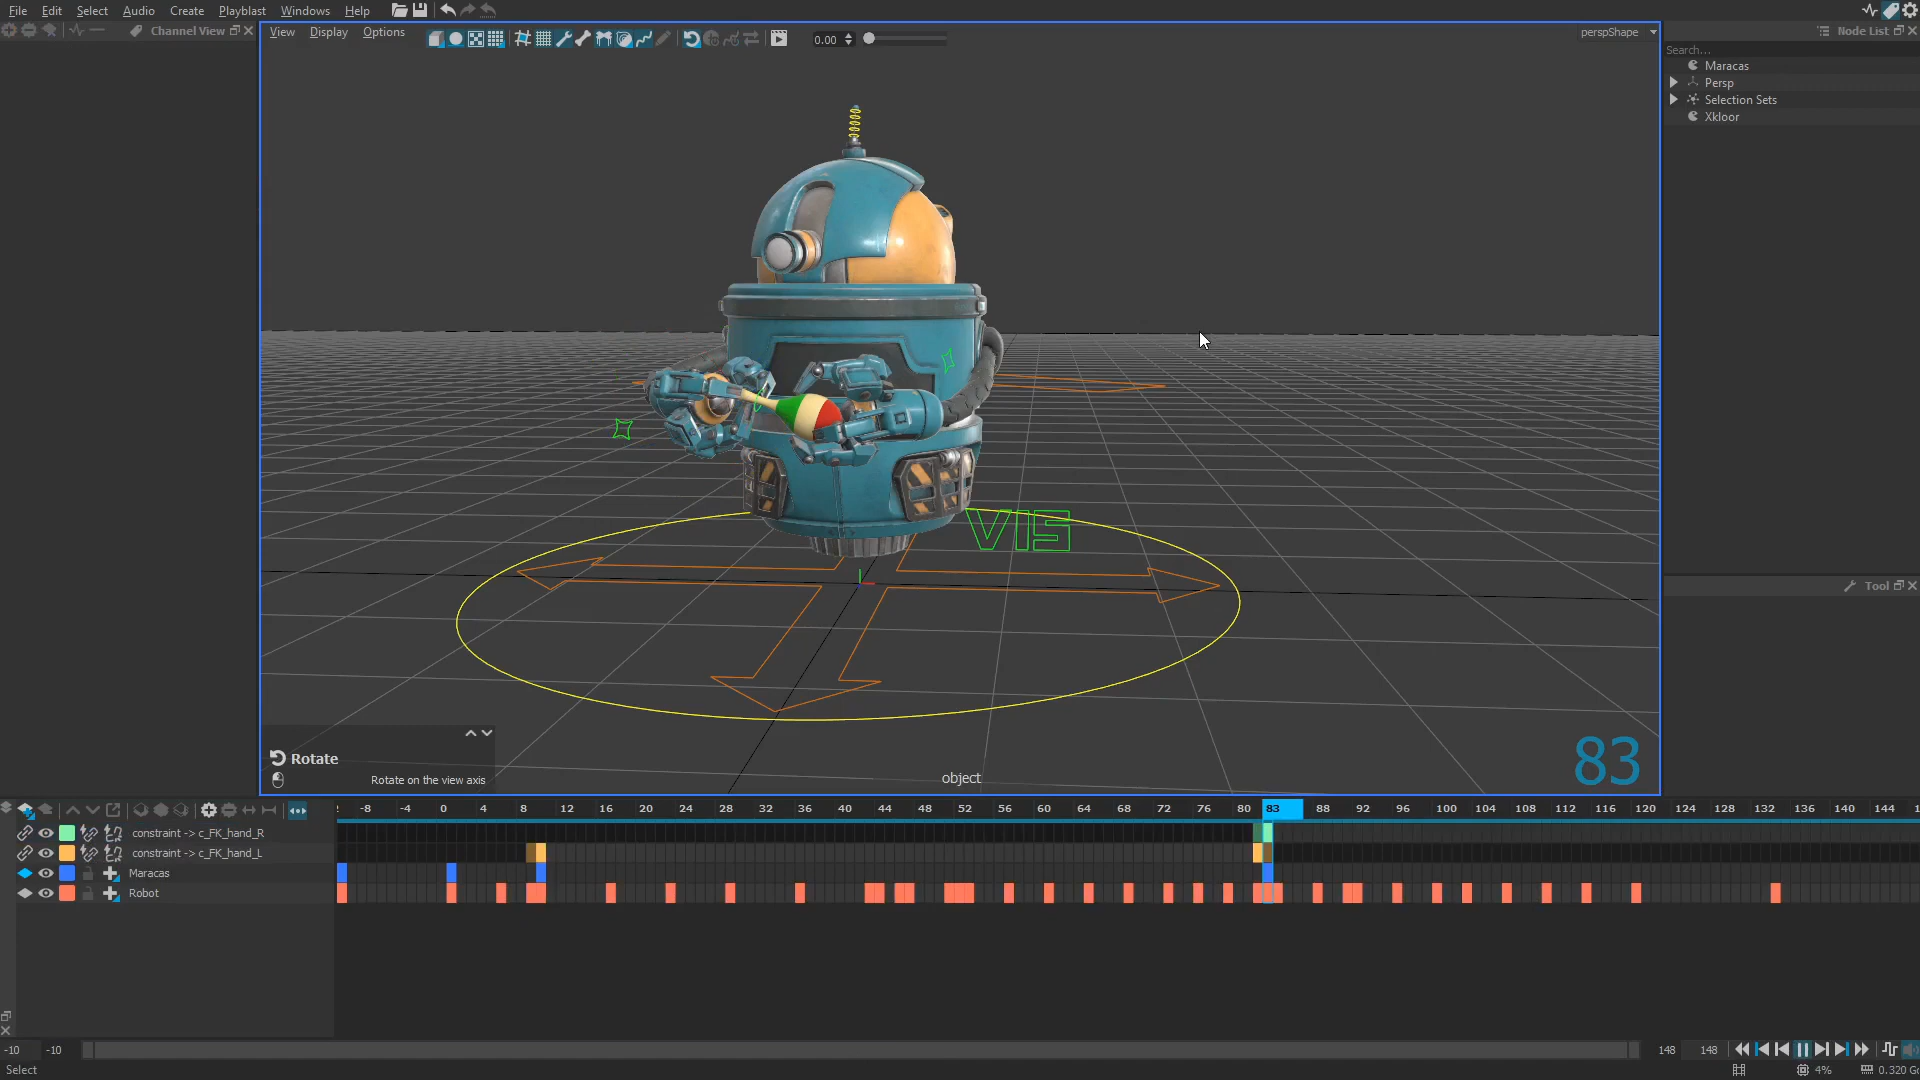 File Edit Select Audio Create Playblast Windows Help
Channel View
View Display Options
0.00
perspShape
Node List
Search...
Maracas
Persp
Selection Sets
Xkloor
VIS
Tool
Rotate
Rotate on the view axis
object
83
-8 -4 0 4 8 12 16 20 24 28 32 36 40 44 48 52 56 60 64 68 72 76 80 83 88 92 96 100 104 108 112 116 120 124 128 132 136 140 144
constraint -> c_FK_hand_R
constraint -> c_FK_hand_L
Maracas
Robot
-10 -10 148 148
Select 4% 0.320 G